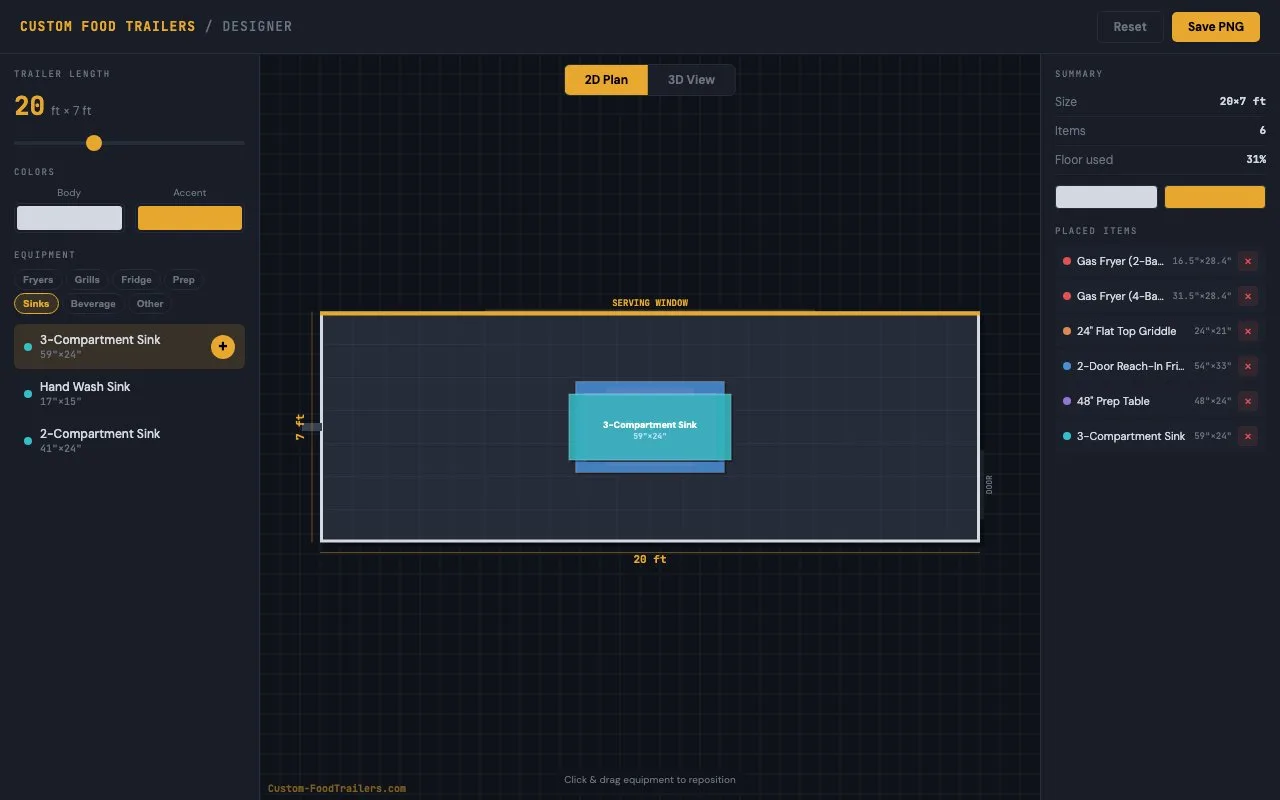 CUSTOM FOOD TRAILERS / DESIGNER
Reset
Save PNG
TRAILER LENGTH
20 ft × 7 ft
COLORS
Body
Accent
EQUIPMENT
Fryers
Grills
Fridge
Prep
Sinks
Beverage
Other
3-Compartment Sink
59"×24"
+
Hand Wash Sink
17"×15"
2-Compartment Sink
41"×24"
2D Plan
3D View
SERVING WINDOW
7 ft
3-Compartment Sink
59"×24"
DOOR
20 ft
Click & drag equipment to reposition
Custom-FoodTrailers.com
SUMMARY
Size 20×7 ft
Items 6
Floor used 31%
PLACED ITEMS
Gas Fryer (2-Ba… 16.5"×28.4" ×
Gas Fryer (4-Ba… 31.5"×28.4" ×
24" Flat Top Griddle 24"×21" ×
2-Door Reach-In Fri… 54"×33" ×
48" Prep Table 48"×24" ×
3-Compartment Sink 59"×24" ×